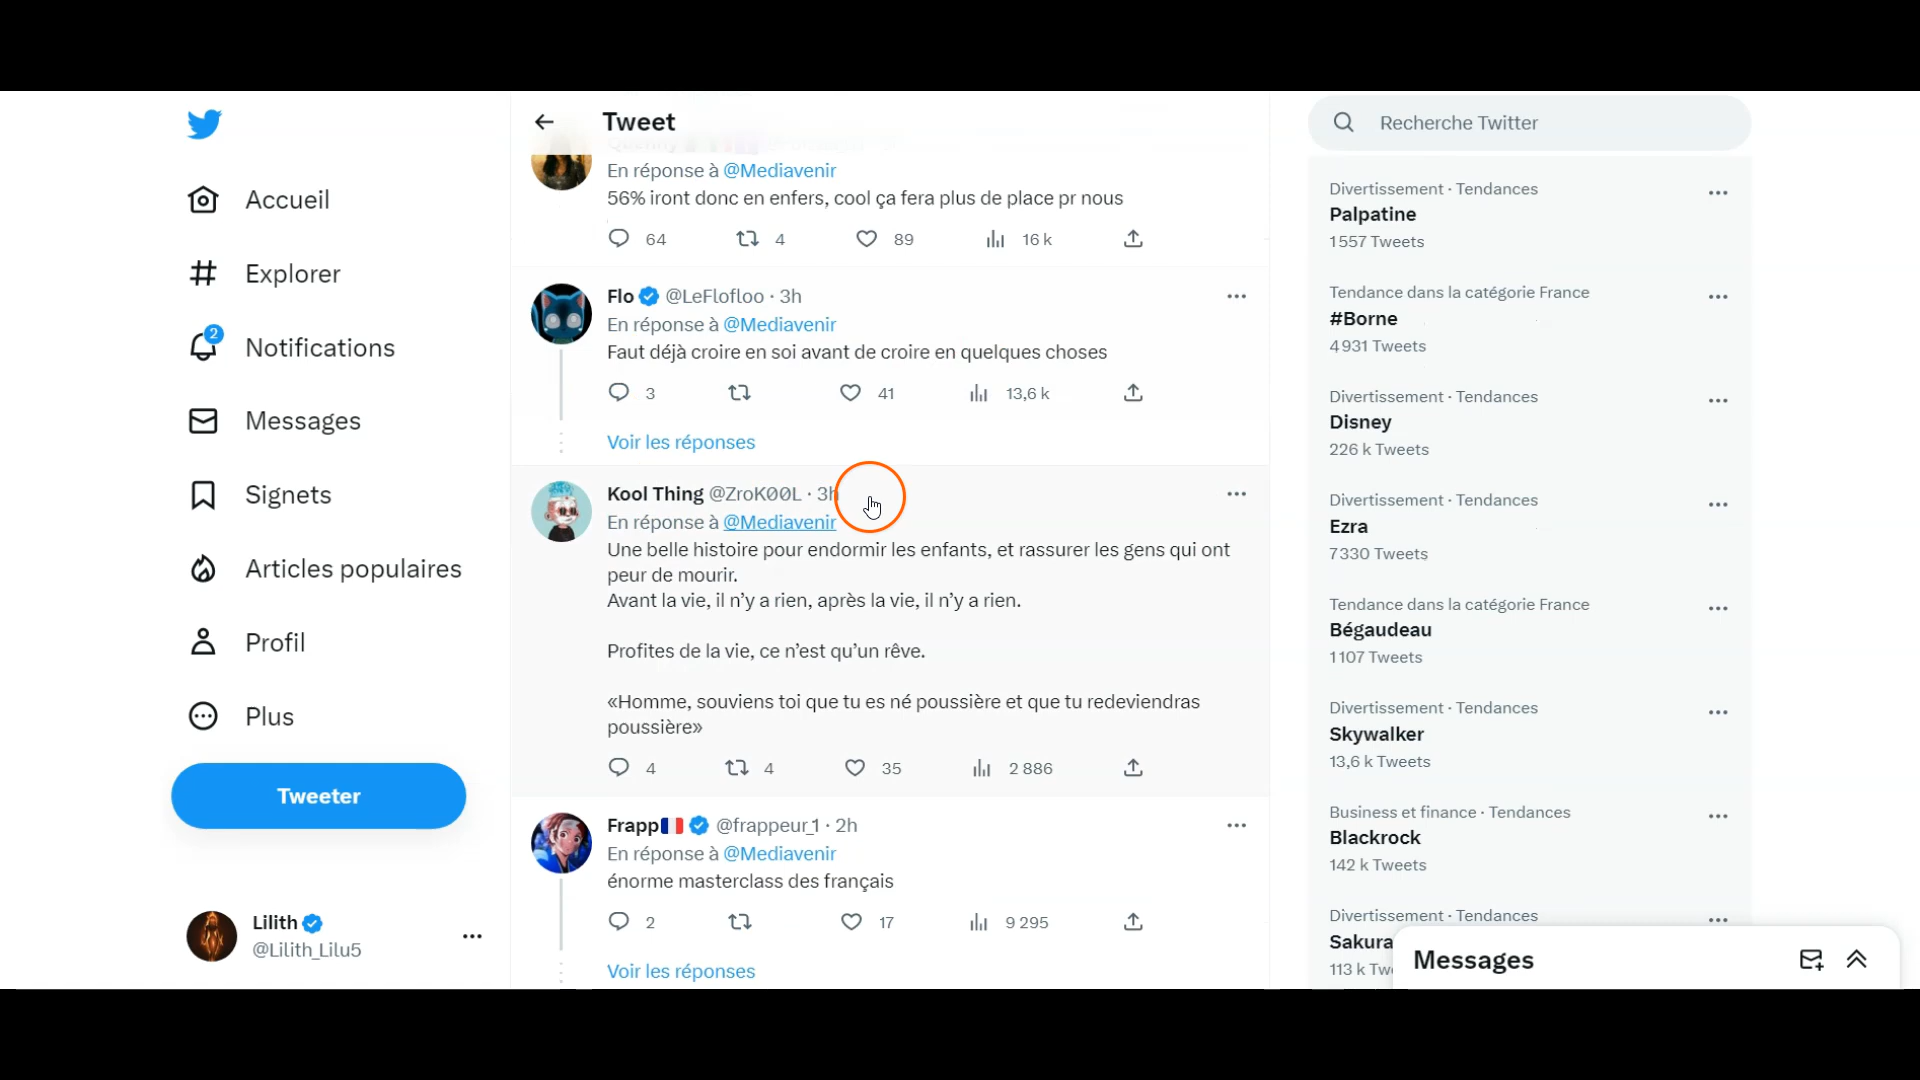 Tweet
Recherche Twitter
Accueil
Explorer
2
Notifications
Messages
Signets
Articles populaires
Profil
Plus
Tweeter
Lilith
@Lilith_Lilu5
En réponse à @Mediavenir
56% iront donc en enfers, cool ça fera plus de place pr nous
64 4 89 16 k
Flo @LeFlofloo · 3h
En réponse à @Mediavenir
Faut déjà croire en soi avant de croire en quelques choses
3 41 13,6 k
Voir les réponses
Kool Thing @ZroK00L · 3h
En réponse à @Mediavenir
Une belle histoire pour endormir les enfants, et rassurer les gens qui ont
peur de mourir.
Avant la vie, il n’y a rien, après la vie, il n’y a rien.
Profites de la vie, ce n’est qu’un rêve.
«Homme, souviens toi que tu es né poussière et que tu redeviendras
poussière»
4 4 35 2 886
Frapp🇫🇷 @frappeur_1 · 2h
En réponse à @Mediavenir
énorme masterclass des français
2 17 9 295
Voir les réponses
Divertissement · Tendances
Palpatine
1 557 Tweets
Tendance dans la catégorie France
#Borne
4 931 Tweets
Divertissement · Tendances
Disney
226 k Tweets
Divertissement · Tendances
Ezra
7 330 Tweets
Tendance dans la catégorie France
Bégaudeau
1 107 Tweets
Divertissement · Tendances
Skywalker
13,6 k Tweets
Business et finance · Tendances
Blackrock
142 k Tweets
Divertissement · Tendances
Sakura
113 k
Messages